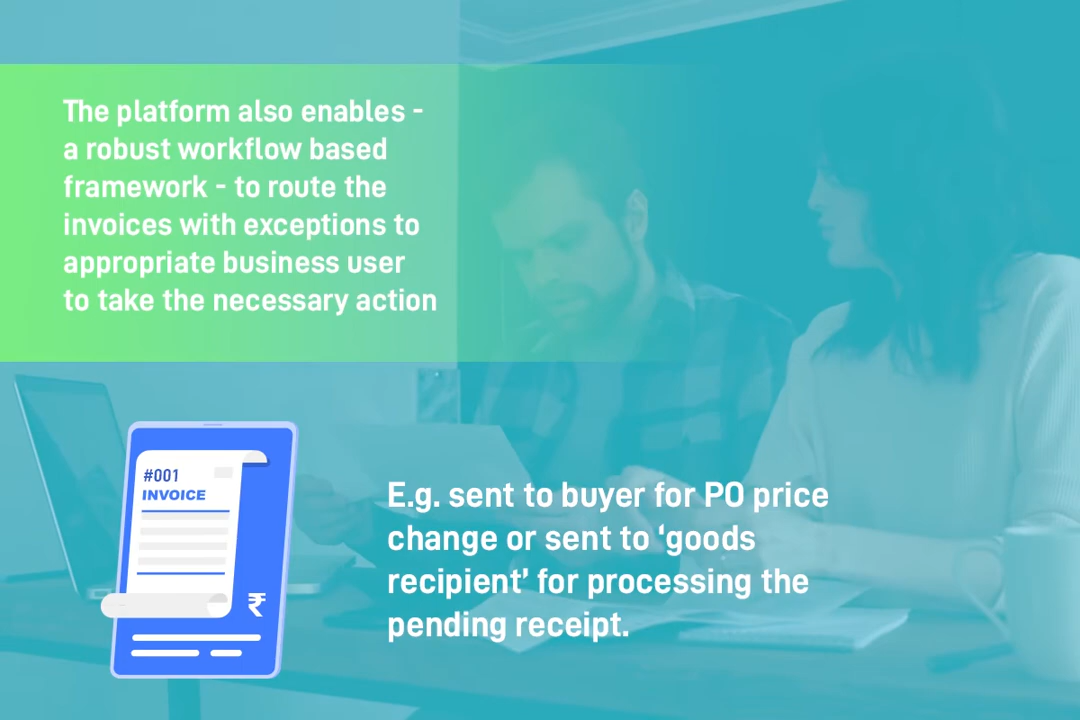 The platform also enables -
a robust workflow based
framework - to route the
invoices with exceptions to
appropriate business user
to take the necessary action
#001
INVOICE
₹
E.g. sent to buyer for PO price
change or sent to ‘goods
recipient’ for processing the
pending receipt.